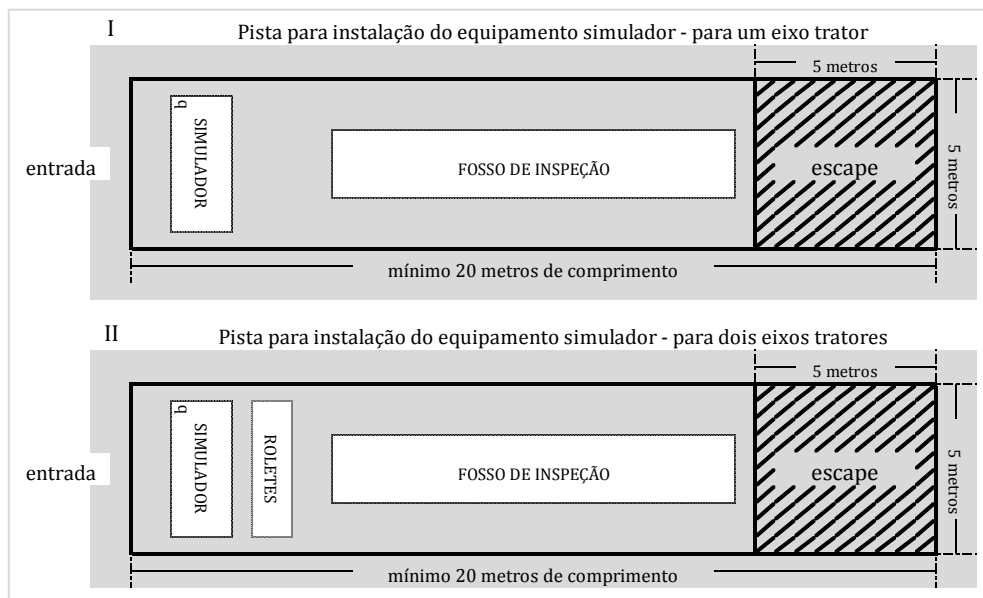 I
Pista para instalação do equipamento simulador - para um eixo trator
5 metros
q
SIMULADOR
entrada
FOSSO DE INSPEÇÃO
escape
5 metros
mínimo 20 metros de comprimento
II
Pista para instalação do equipamento simulador - para dois eixos tratores
5 metros
q
SIMULADOR
ROLETES
entrada
FOSSO DE INSPEÇÃO
escape
5 metros
mínimo 20 metros de comprimento